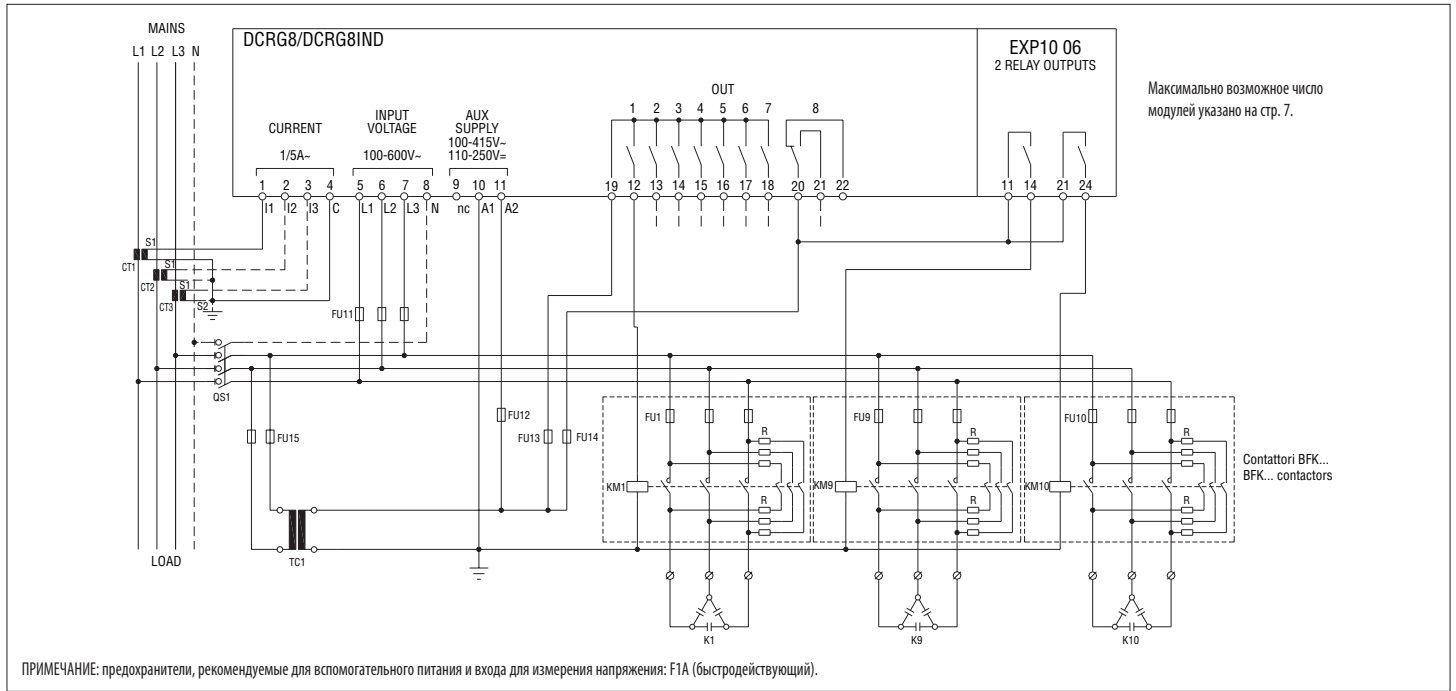 MAINS
L1 L2 L3 N
DCRG8/DCRG8IND
EXP10 06
2 RELAY OUTPUTS
Максимально возможное число
модулей указано на стр. 7.
CURRENT
1/5A~
INPUT
VOLTAGE
100-600V~
AUX
SUPPLY
100-415V~
110-250V=
OUT
1 2 3 4 5 6 7 8
1 2 3 4 5 6 7 8 9 10 11 19 12 13 14 15 16 17 18 20 21 22 11 14 21 24
I1 I2 I3 C L1 L2 L3 N nc A1 A2
S1
CT1
S1
CT2
S1
CT3
S2
FU11
QS1
FU15
FU12
FU13
FU14
FU1
FU9
FU10
R
R
R
KM1
KM9
KM10
R
R
R
Contattori BFK...
BFK... contactors
LOAD
TC1
K1
K9
K10
ПРИМЕЧАНИЕ: предохранители, рекомендуемые для вспомогательного питания и входа для измерения напряжения: F1A (быстродействующий).